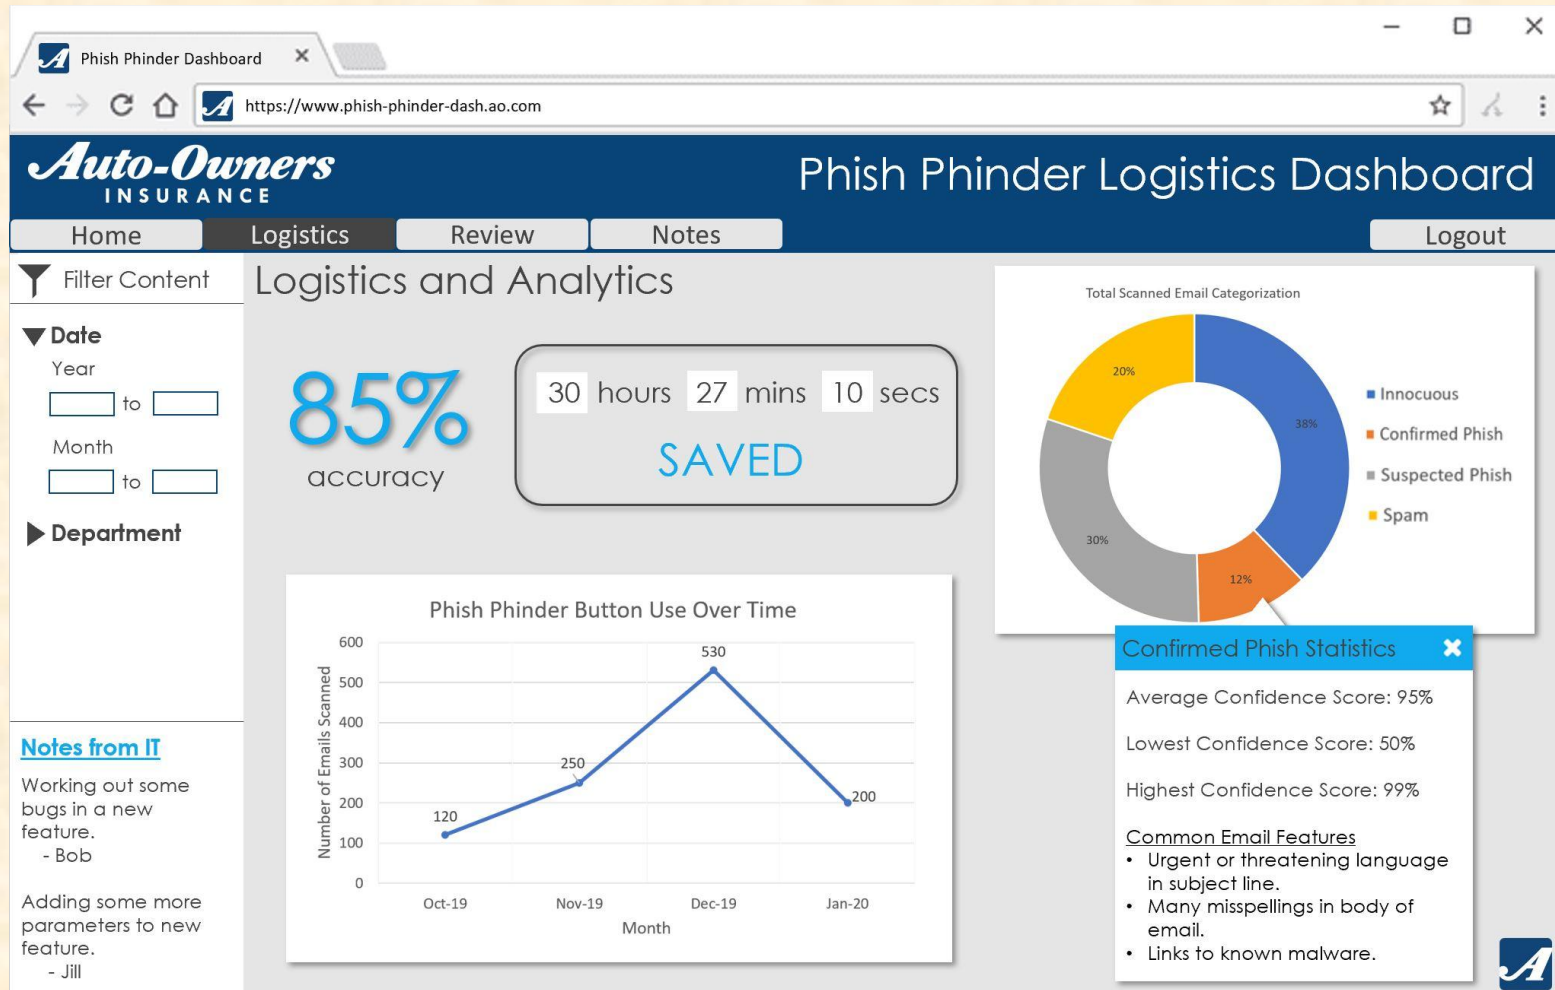 Phish Phinder Dashboard
https://www.phish-phinder-dash.ao.com
Auto-Owners
INSURANCE
Phish Phinder Logistics Dashboard
Home
Logistics
Review
Notes
Logout
Filter Content
Date
Year
to
Month
to
Department
Notes from IT
Working out some
bugs in a new
feature.
- Bob
Adding some more
parameters to new
feature.
- Jill
Logistics and Analytics
85%
accuracy
30 hours 27 mins 10 secs
SAVED
Phish Phinder Button Use Over Time
Number of Emails Scanned
600
500
400
300
200
100
0
120
250
530
200
Oct-19
Nov-19
Dec-19
Jan-20
Month
Total Scanned Email Categorization
20%
38%
30%
12%
Innocuous
Confirmed Phish
Suspected Phish
Spam
Confirmed Phish Statistics
Average Confidence Score: 95%
Lowest Confidence Score: 50%
Highest Confidence Score: 99%
Common Email Features
• Urgent or threatening language
in subject line.
• Many misspellings in body of
email.
• Links to known malware.
A